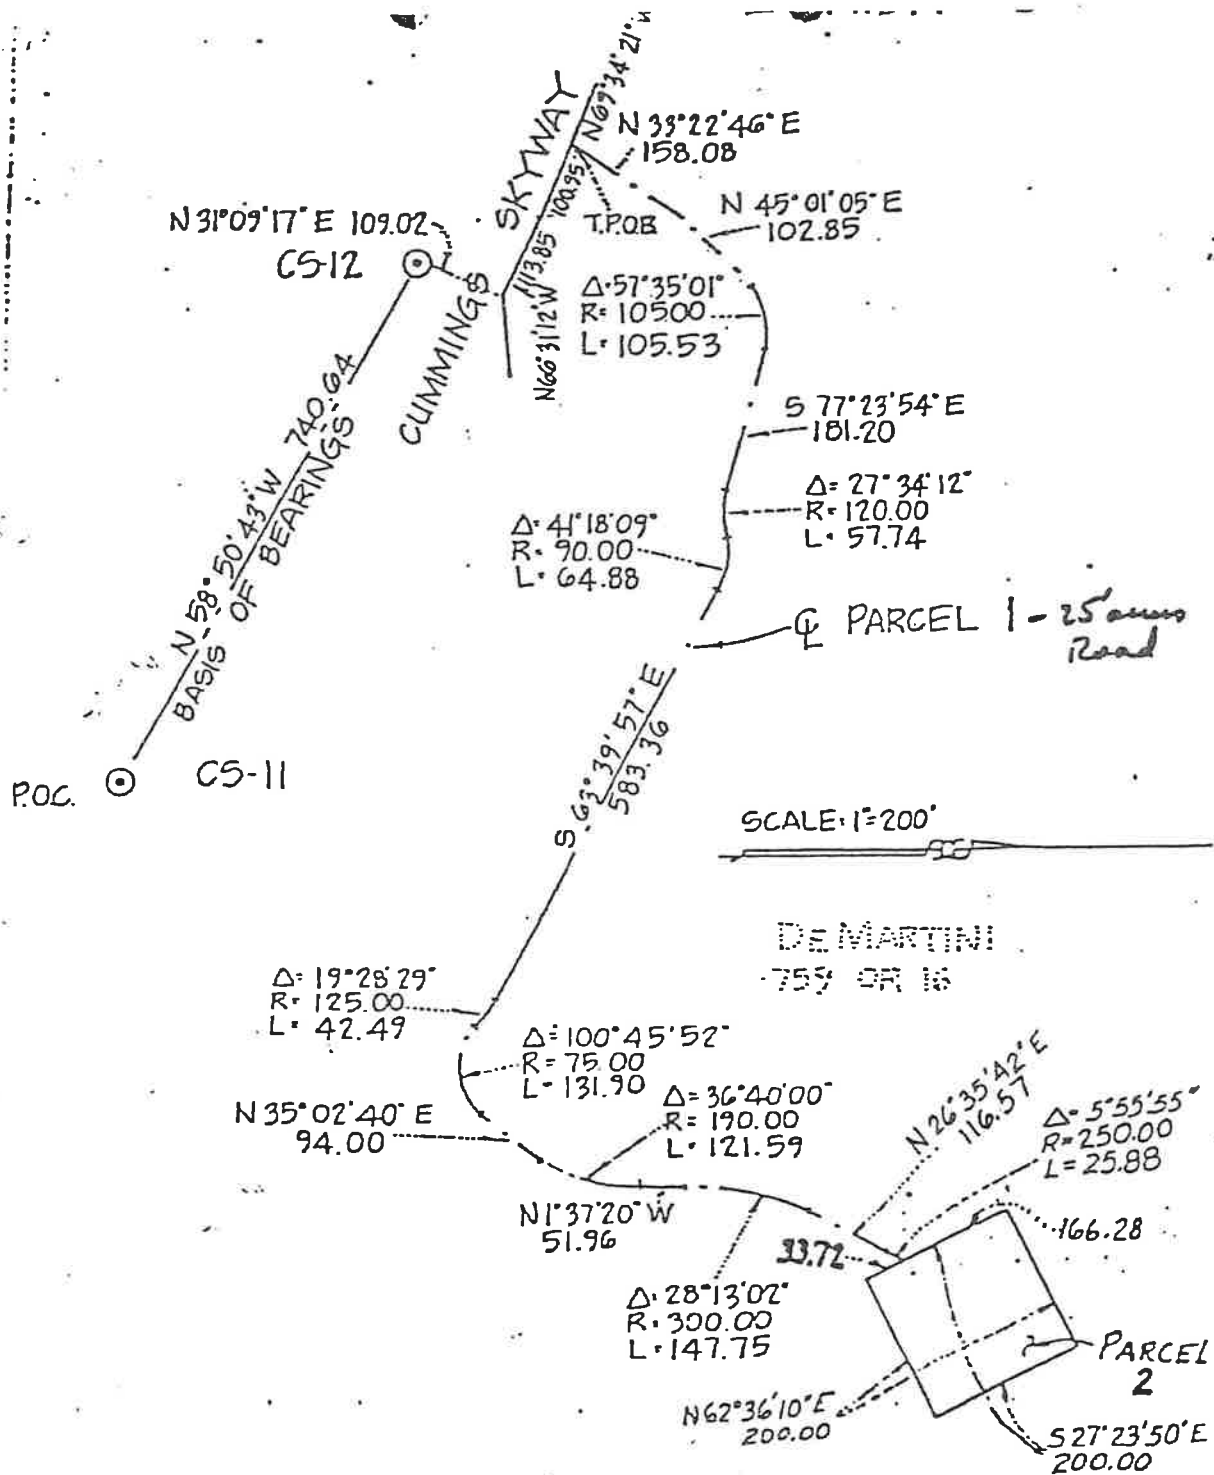 SKYWAY
N69°34'21"
N 33°22'46" E
158.08
100.95
T.P.O.B
N 45°01'05" E
102.85
N 31°09'17" E 109.02
CS-12
CUMMINGS
113.85
N66°31'12"W
Δ=57°35'01"
R= 105.00
L= 105.53
S 77°23'54" E
181.20
Δ= 27°34'12"
R= 120.00
L= 57.74
Δ= 41°18'09"
R= 90.00
L= 64.88
N 58°50'43" W 740.64
BASIS OF BEARINGS
℄ PARCEL 1 - 25'
Road
P.O.C.
CS-11
S 63°39'57" E
583.36
SCALE: 1"=200'
DE MARTINI
OR 16
Δ= 19°28'29"
R= 125.00
L= 42.49
Δ= 100°45'52"
R= 75.00
L= 131.90
N 35°02'40" E
94.00
Δ= 36°40'00"
R= 190.00
L= 121.59
N 26°35'42" E
116.57
Δ= 5°55'55"
R= 250.00
L= 25.88
N 1°37'20" W
51.96
33.72
166.28
Δ= 28°13'02"
R= 300.00
L= 147.75
PARCEL
2
N62°36'10"E
200.00
S27°23'50"E
200.00